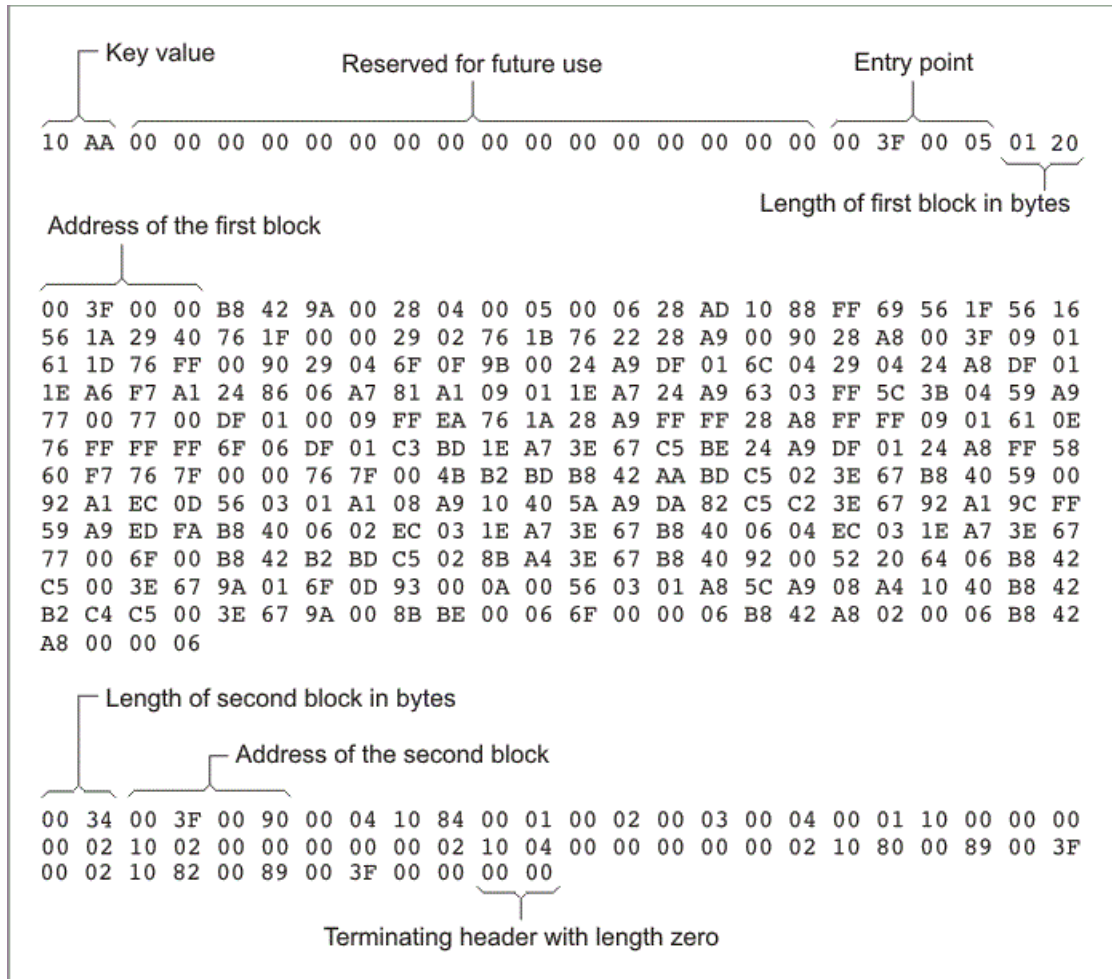 Key value
Reserved for future use
Entry point
10 AA 00 00 00 00 00 00 00 00 00 00 00 00 00 00 00 00 00 3F 00 05 01 20
Length of first block in bytes
Address of the first block
00 3F 00 00 B8 42 9A 00 28 04 00 05 00 06 28 AD 10 88 FF 69 56 1F 56 16
56 1A 29 40 76 1F 00 00 29 02 76 1B 76 22 28 A9 00 90 28 A8 00 3F 09 01
61 1D 76 FF 00 90 29 04 6F 0F 9B 00 24 A9 DF 01 6C 04 29 04 24 A8 DF 01
1E A6 F7 A1 24 86 06 A7 81 A1 09 01 1E A7 24 A9 63 03 FF 5C 3B 04 59 A9
77 00 77 00 DF 01 00 09 FF EA 76 1A 28 A9 FF FF 28 A8 FF FF 09 01 61 0E
76 FF FF FF 6F 06 DF 01 C3 BD 1E A7 3E 67 C5 BE 24 A9 DF 01 24 A8 FF 58
60 F7 76 7F 00 00 76 7F 00 4B B2 BD B8 42 AA BD C5 02 3E 67 B8 40 59 00
92 A1 EC 0D 56 03 01 A1 08 A9 10 40 5A A9 DA 82 C5 C2 3E 67 92 A1 9C FF
59 A9 ED FA B8 40 06 02 EC 03 1E A7 3E 67 B8 40 06 04 EC 03 1E A7 3E 67
77 00 6F 00 B8 42 B2 BD C5 02 8B A4 3E 67 B8 40 92 00 52 20 64 06 B8 42
C5 00 3E 67 9A 01 6F 0D 93 00 0A 00 56 03 01 A8 5C A9 08 A4 10 40 B8 42
B2 C4 C5 00 3E 67 9A 00 8B BE 00 06 6F 00 00 06 B8 42 A8 02 00 06 B8 42
A8 00 00 06
Length of second block in bytes
Address of the second block
00 34 00 3F 00 90 00 04 10 84 00 01 00 02 00 03 00 04 00 01 10 00 00 00
00 02 10 02 00 00 00 00 00 02 10 04 00 00 00 00 00 02 10 80 00 89 00 3F
00 02 10 82 00 89 00 3F 00 00 00 00
Terminating header with length zero